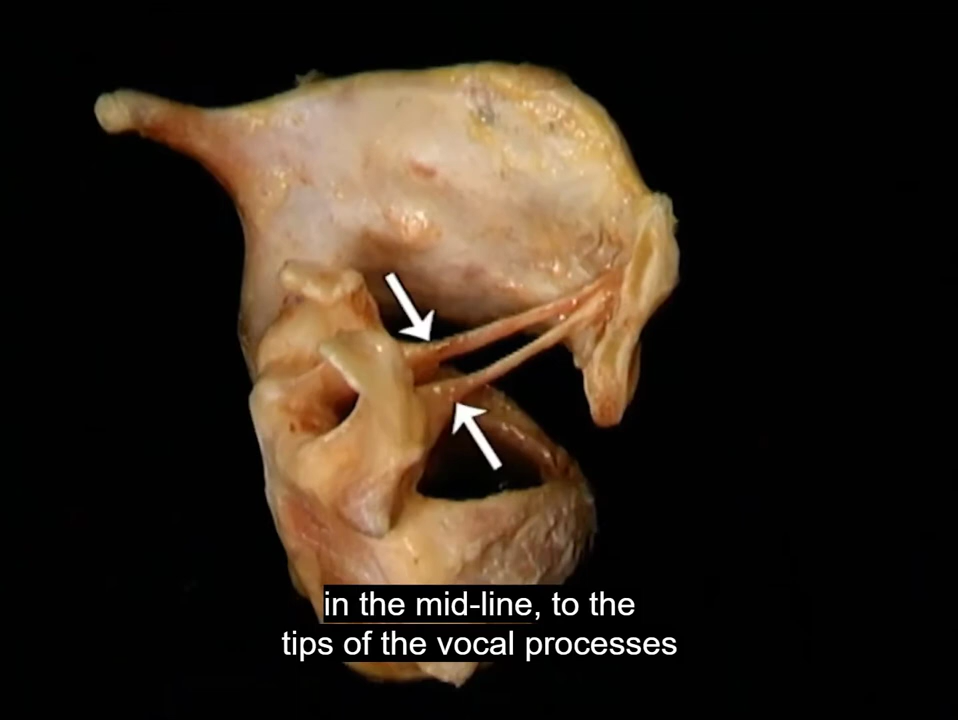 in the mid-line, to the
tips of the vocal processes